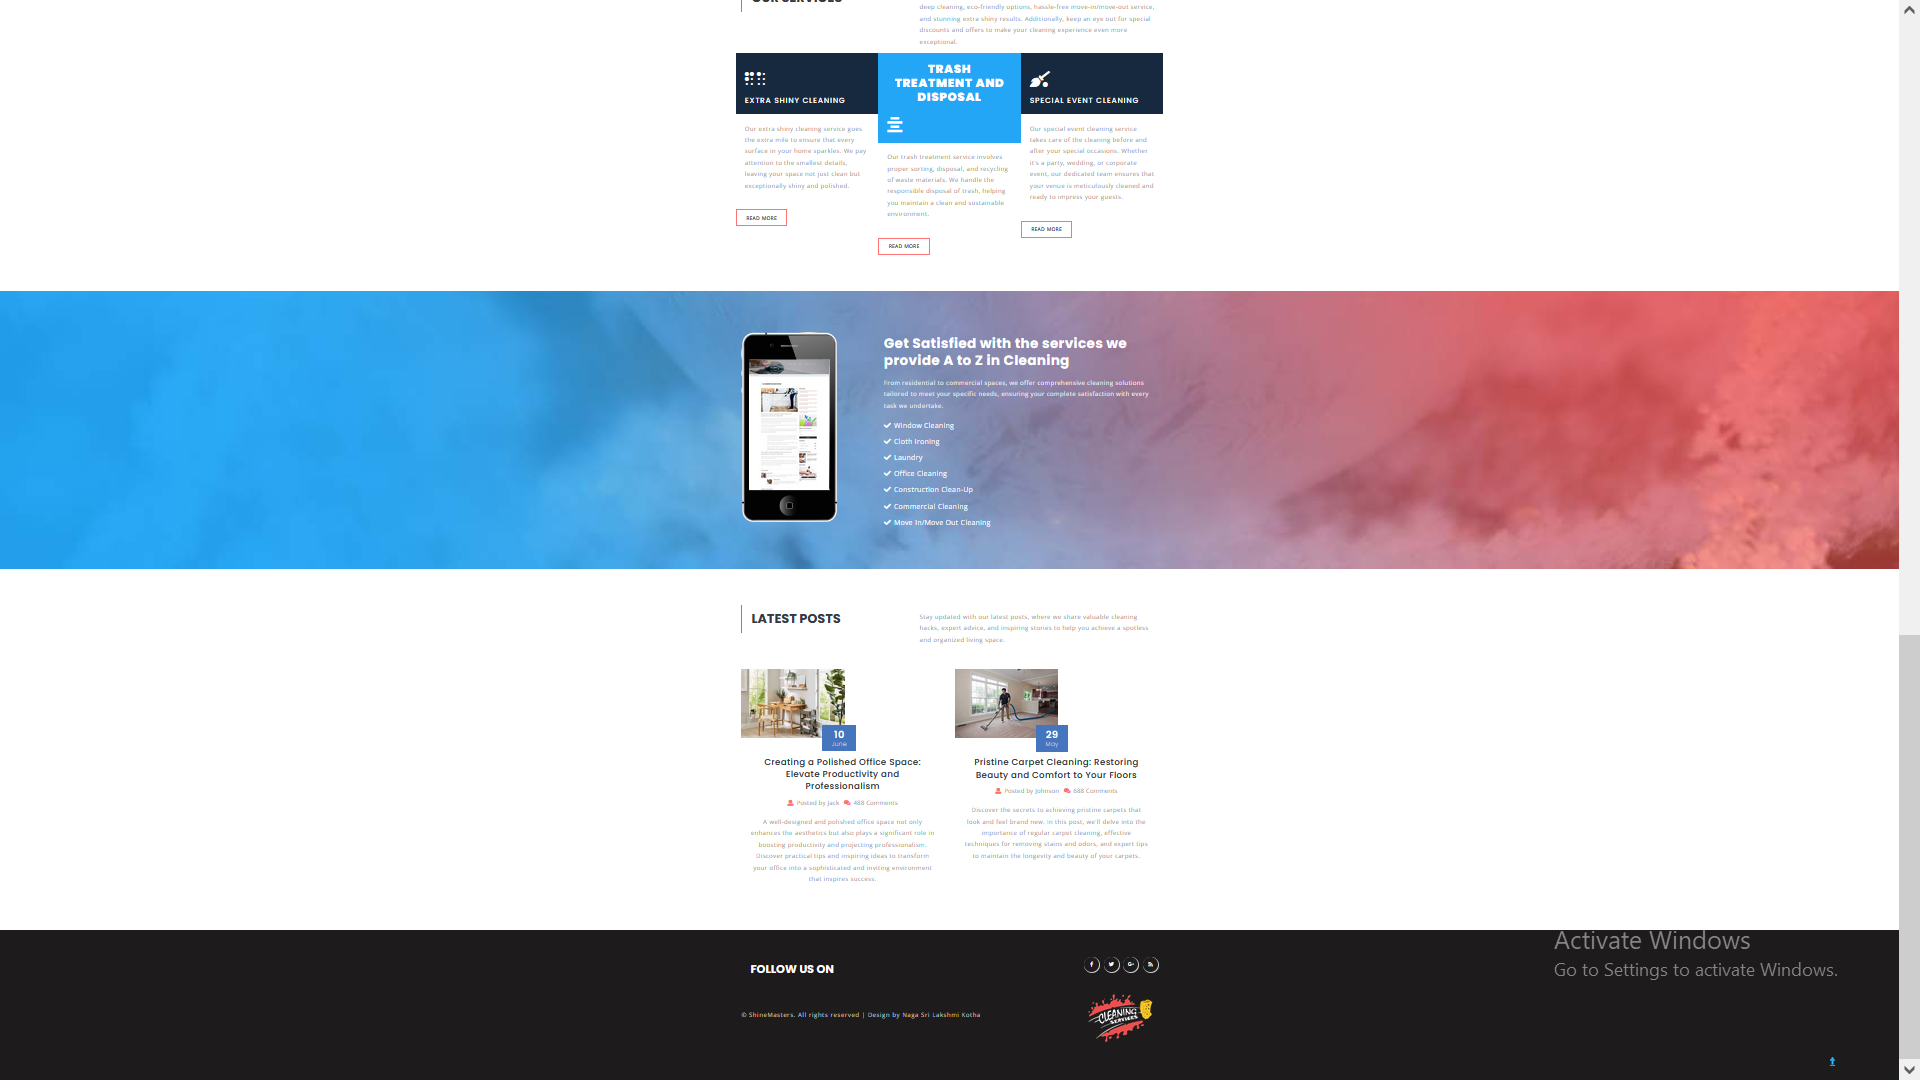 OUR SERVICES
deep cleaning, eco-friendly options, hassle-free move-in/move-out service,
and stunning extra shiny results. Additionally, keep an eye out for special
discounts and offers to make your cleaning experience even more
exceptional.
EXTRA SHINY CLEANING
Our extra shiny cleaning service goes
the extra mile to ensure that every
surface in your home sparkles. We pay
attention to the smallest details,
leaving your space not just clean but
exceptionally shiny and polished.
READ MORE
TRASH
TREATMENT AND
DISPOSAL
Our trash treatment service involves
proper sorting, disposal, and recycling
of waste materials. We handle the
responsible disposal of trash, helping
you maintain a clean and sustainable
environment.
READ MORE
SPECIAL EVENT CLEANING
Our special event cleaning service
takes care of the cleaning before and
after your special occasions. Whether
it's a party, wedding, or corporate
event, our dedicated team ensures that
your venue is meticulously cleaned and
ready to impress your guests.
READ MORE
Get Satisfied with the services we
provide A to Z in Cleaning
From residential to commercial spaces, we offer comprehensive cleaning solutions
tailored to meet your specific needs, ensuring your complete satisfaction with every
task we undertake.
Window Cleaning
Cloth Ironing
Laundry
Office Cleaning
Construction Clean-Up
Commercial Cleaning
Move In/Move Out Cleaning
LATEST POSTS
Stay updated with our latest posts, where we share valuable cleaning
hacks, expert advice, and inspiring stories to help you achieve a spotless
and organized living space.
10
June
Creating a Polished Office Space:
Elevate Productivity and
Professionalism
Posted by Jack 488 Comments
A well-designed and polished office space not only
enhances the aesthetics but also plays a significant role in
boosting productivity and projecting professionalism.
Discover practical tips and inspiring ideas to transform
your office into a sophisticated and inviting environment
that inspires success.
29
May
Pristine Carpet Cleaning: Restoring
Beauty and Comfort to Your Floors
Posted by Johnson 688 Comments
Discover the secrets to achieving pristine carpets that
look and feel brand new. In this post, we'll delve into the
importance of regular carpet cleaning, effective
techniques for removing stains and odors, and expert tips
to maintain the longevity and beauty of your carpets.
FOLLOW US ON
© ShineMasters. All rights reserved | Design by Naga Sri Lakshmi Kotha
CLEANING
SERVICES
Activate Windows
Go to Settings to activate Windows.